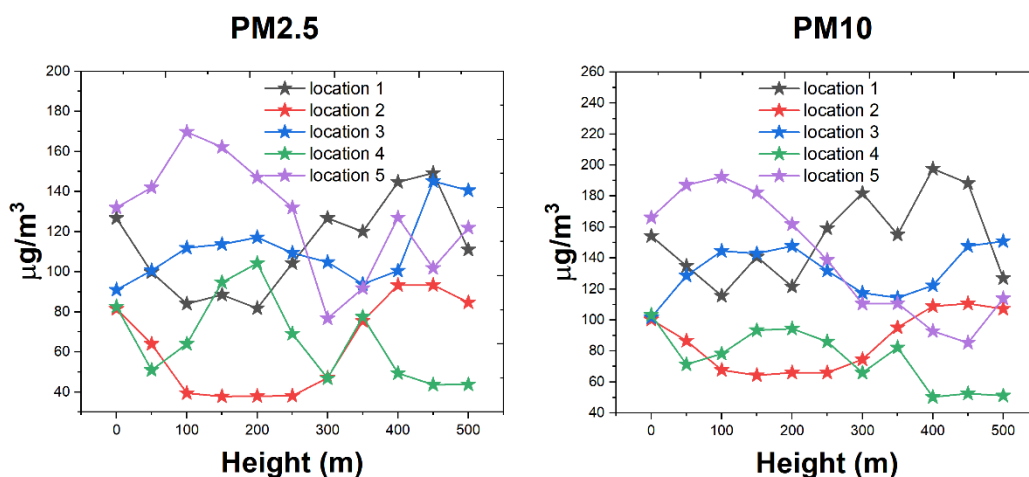 PM2.5
200
180
160
140
120
100
80
60
40
µg/m³
location 1
location 2
location 3
location 4
location 5
0 100 200 300 400 500
Height (m)
PM10
260
240
220
200
180
160
140
120
100
80
60
40
µg/m³
location 1
location 2
location 3
location 4
location 5
0 100 200 300 400 500
Height (m)